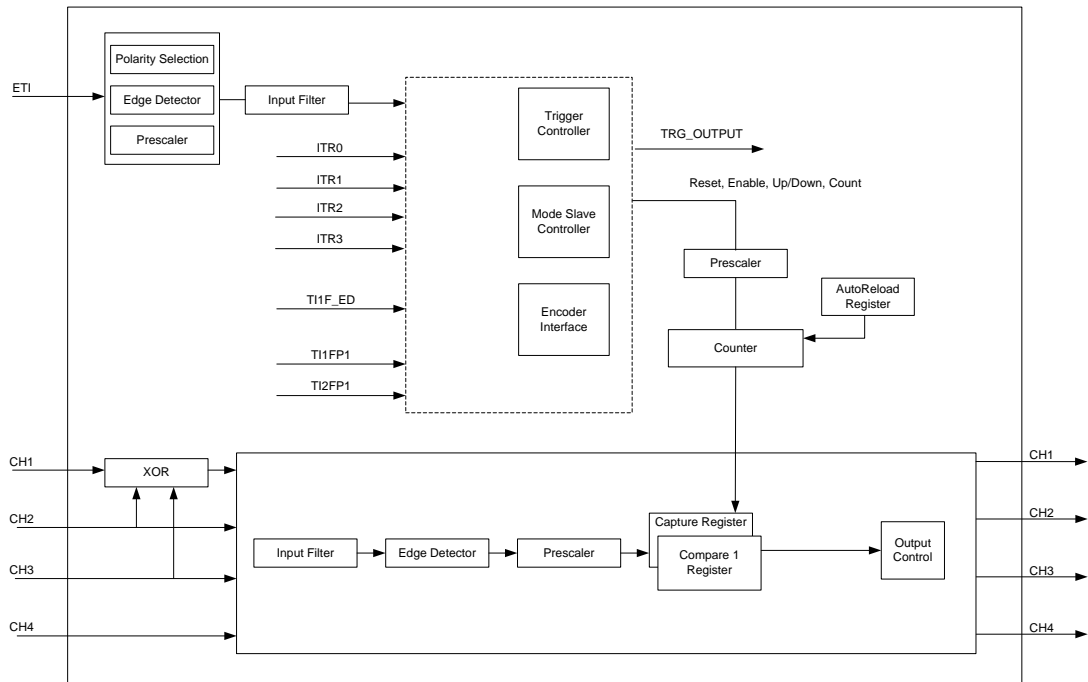 Polarity Selection
ETI
Edge Detector
Input Filter
Prescaler
Trigger
Controller
TRG_OUTPUT
ITR0
ITR1
ITR2
ITR3
Reset, Enable, Up/Down, Count
Mode Slave
Controller
Prescaler
AutoReload
Register
TI1F_ED
Encoder
Interface
Counter
TI1FP1
TI2FP1
CH1
XOR
CH1
CH2
CH2
Capture Register
Input Filter
Edge Detector
Prescaler
Compare 1
Register
Output
Control
CH3
CH3
CH4
CH4